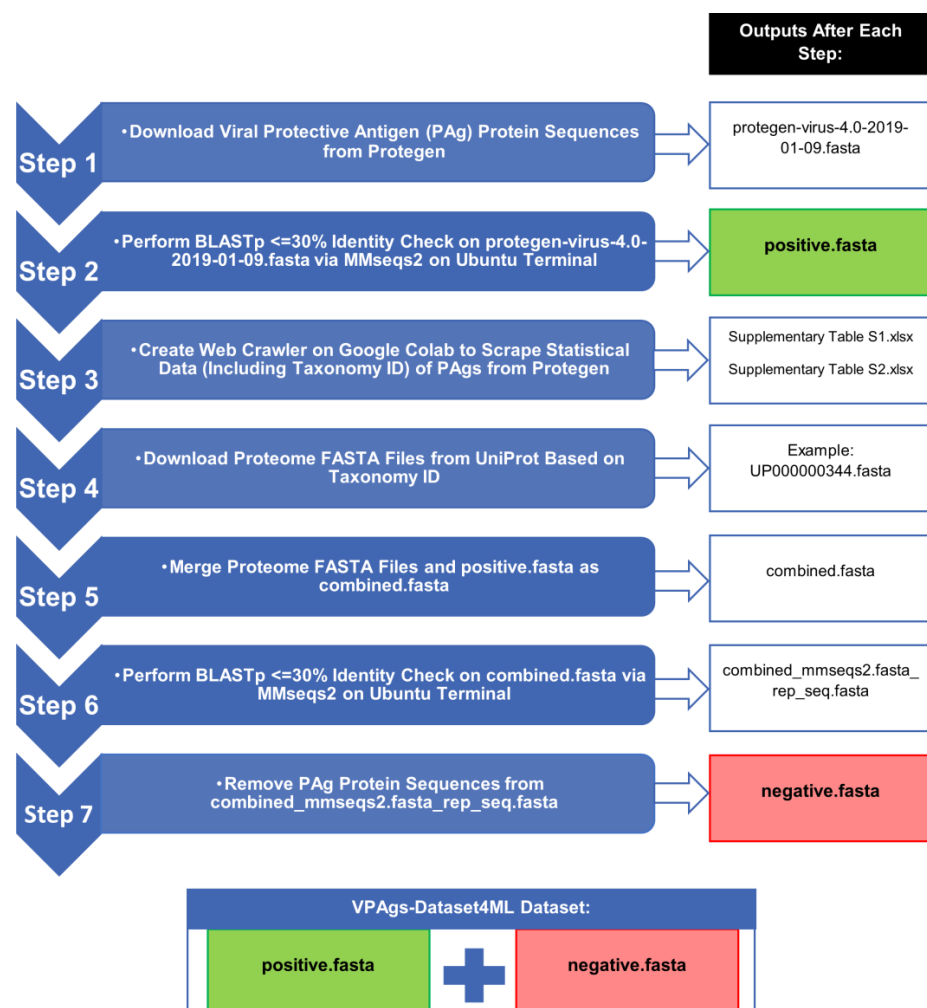 Outputs After Each
Step:
Step 1
•Download Viral Protective Antigen (PAg) Protein Sequences
from Protegen
protegen-virus-4.0-2019-
01-09.fasta
Step 2
•Perform BLASTp <=30% Identity Check on protegen-virus-4.0-
2019-01-09.fasta via MMseqs2 on Ubuntu Terminal
positive.fasta
Step 3
•Create Web Crawler on Google Colab to Scrape Statistical
Data (Including Taxonomy ID) of PAgs from Protegen
Supplementary Table S1.xlsx
Supplementary Table S2.xlsx
Step 4
•Download Proteome FASTA Files from UniProt Based on
Taxonomy ID
Example:
UP000000344.fasta
Step 5
•Merge Proteome FASTA Files and positive.fasta as
combined.fasta
combined.fasta
Step 6
•Perform BLASTp <=30% Identity Check on combined.fasta via
MMseqs2 on Ubuntu Terminal
combined_mmseqs2.fasta_
rep_seq.fasta
Step 7
•Remove PAg Protein Sequences from
combined_mmseqs2.fasta_rep_seq.fasta
negative.fasta
VPAgs-Dataset4ML Dataset:
positive.fasta
negative.fasta